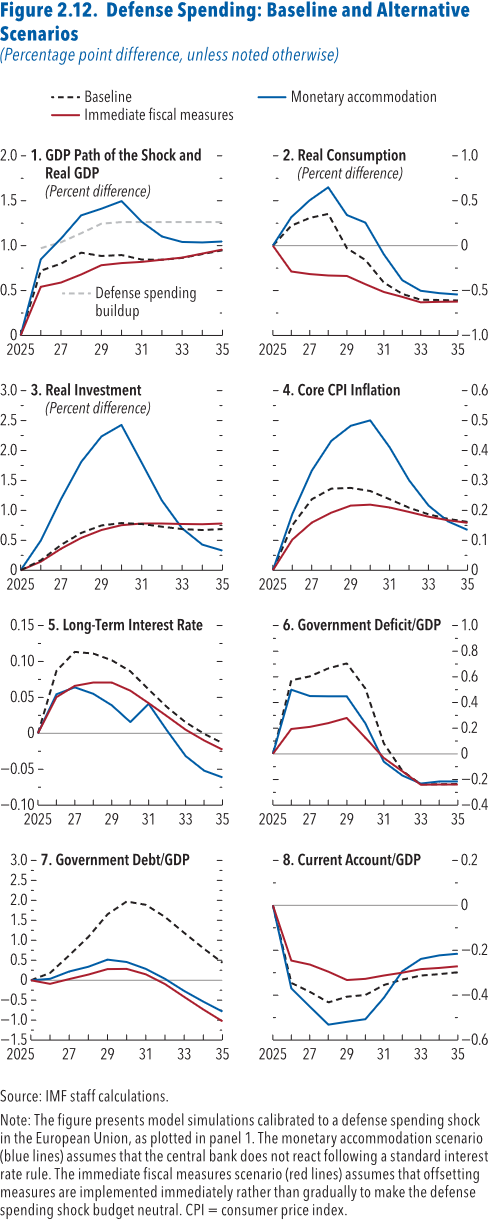 Figure 2.12. Defense Spending: Baseline and Alternative
Scenarios
(Percentage point difference, unless noted otherwise)
Baseline
Monetary accommodation
Immediate fiscal measures
1. GDP Path of the Shock and
Real GDP
(Percent difference)
2.0
1.5
1.0
0.5
0
Defense spending
buildup
2025 27 29 31 33 35
2. Real Consumption
(Percent difference)
1.0
0.5
0
−0.5
−1.0
2025 27 29 31 33 35
3. Real Investment
(Percent difference)
3.0
2.5
2.0
1.5
1.0
0.5
0
2025 27 29 31 33 35
4. Core CPI Inflation
0.6
0.5
0.4
0.3
0.2
0.1
0
2025 27 29 31 33 35
5. Long-Term Interest Rate
0.15
0.10
0.05
0
−0.05
−0.10
2025 27 29 31 33 35
6. Government Deficit/GDP
1.0
0.8
0.6
0.4
0.2
0
−0.2
−0.4
2025 27 29 31 33 35
7. Government Debt/GDP
3.0
2.5
2.0
1.5
1.0
0.5
0
−0.5
−1.0
−1.5
2025 27 29 31 33 35
8. Current Account/GDP
0.2
0
−0.2
−0.4
−0.6
2025 27 29 31 33 35
Source: IMF staff calculations.
Note: The figure presents model simulations calibrated to a defense spending shock
in the European Union, as plotted in panel 1. The monetary accommodation scenario
(blue lines) assumes that the central bank does not react following a standard interest
rate rule. The immediate fiscal measures scenario (red lines) assumes that offsetting
measures are implemented immediately rather than gradually to make the defense
spending shock budget neutral. CPI = consumer price index.